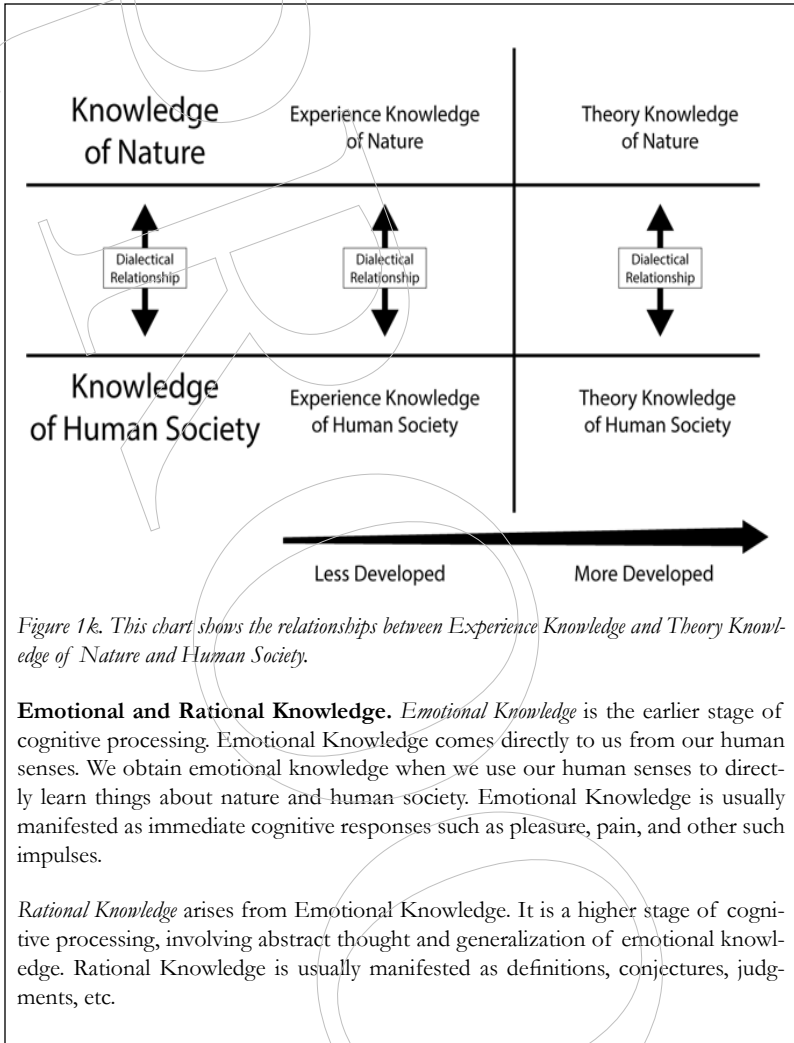 Knowledge
of Nature
Experience Knowledge
of Nature
Theory Knowledge
of Nature
Dialectical
Relationship
Dialectical
Relationship
Dialectical
Relationship
Knowledge
of Human Society
Experience Knowledge
of Human Society
Theory Knowledge
of Human Society
Less Developed
More Developed
Figure 1k. This chart shows the relationships between Experience Knowledge and Theory Knowl-
edge of Nature and Human Society.
Emotional and Rational Knowledge. Emotional Knowledge is the earlier stage of
cognitive processing. Emotional Knowledge comes directly to us from our human
senses. We obtain emotional knowledge when we use our human senses to direct-
ly learn things about nature and human society. Emotional Knowledge is usually
manifested as immediate cognitive responses such as pleasure, pain, and other such
impulses.
Rational Knowledge arises from Emotional Knowledge. It is a higher stage of cogni-
tive processing, involving abstract thought and generalization of emotional knowl-
edge. Rational Knowledge is usually manifested as definitions, conjectures, judg-
ments, etc.